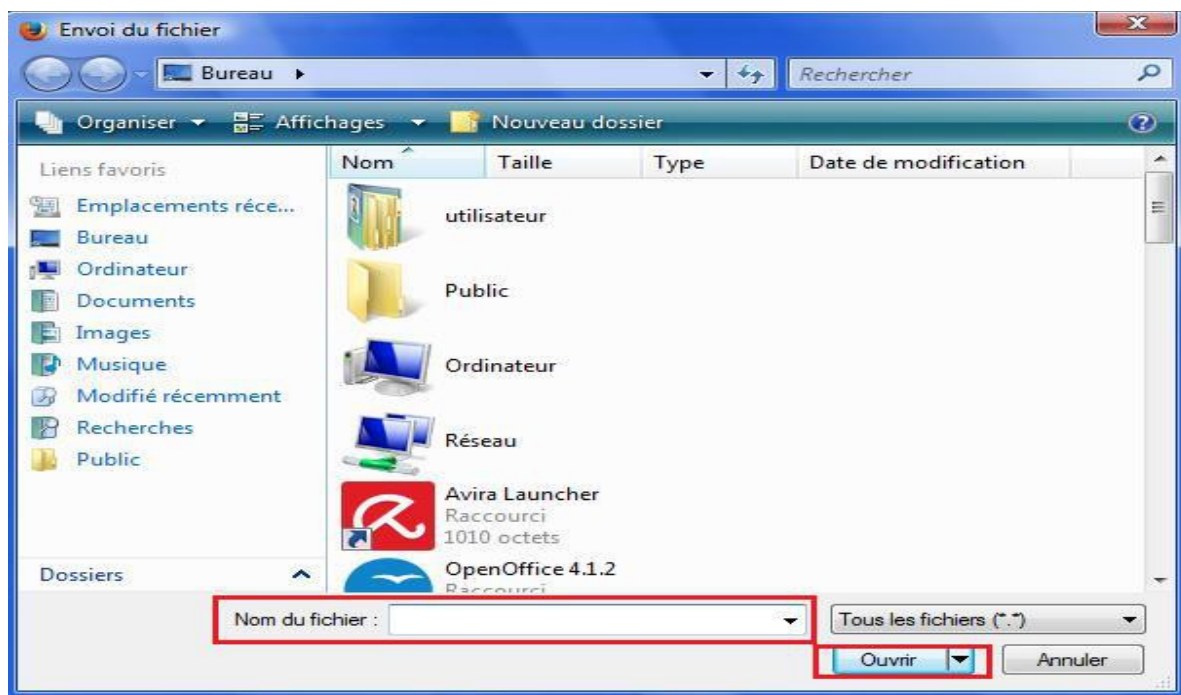 Envoi du fichier
Bureau
Rechercher
Organiser Affichages Nouveau dossier
Liens favoris
Emplacements réce...
Bureau
Ordinateur
Documents
Images
Musique
Modifié récemment
Recherches
Public
Dossiers
Nom Taille Type Date de modification
utilisateur
Public
Ordinateur
Réseau
Avira Launcher
Raccourci
1010 octets
OpenOffice 4.1.2
Raccourci
Nom du fichier :
Tous les fichiers (*.*)
Ouvrir Annuler